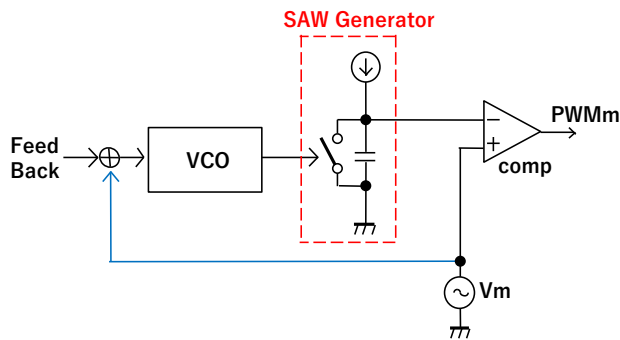 SAW Generator
PWMm
Feed
Back
VCO
comp
Vm